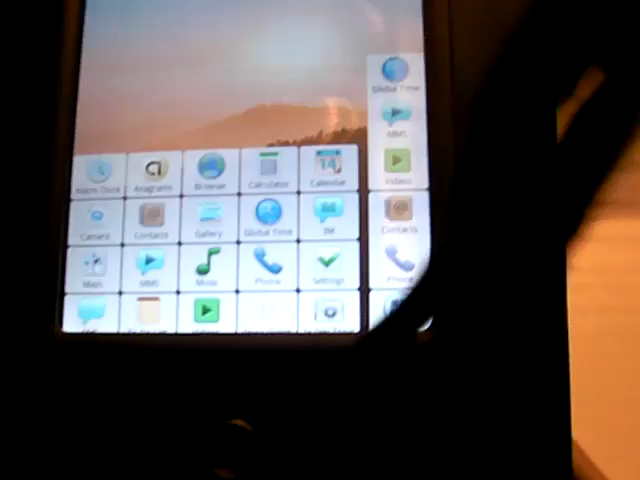 Global Time
MMS
Videos
Alarm Clock
Anagrams
Browser
Calculator
14
Calendar
Camera
Contacts
Gallery
Global Time
IM
Contacts
Maps
MMS
Music
Phone
Settings
Phone